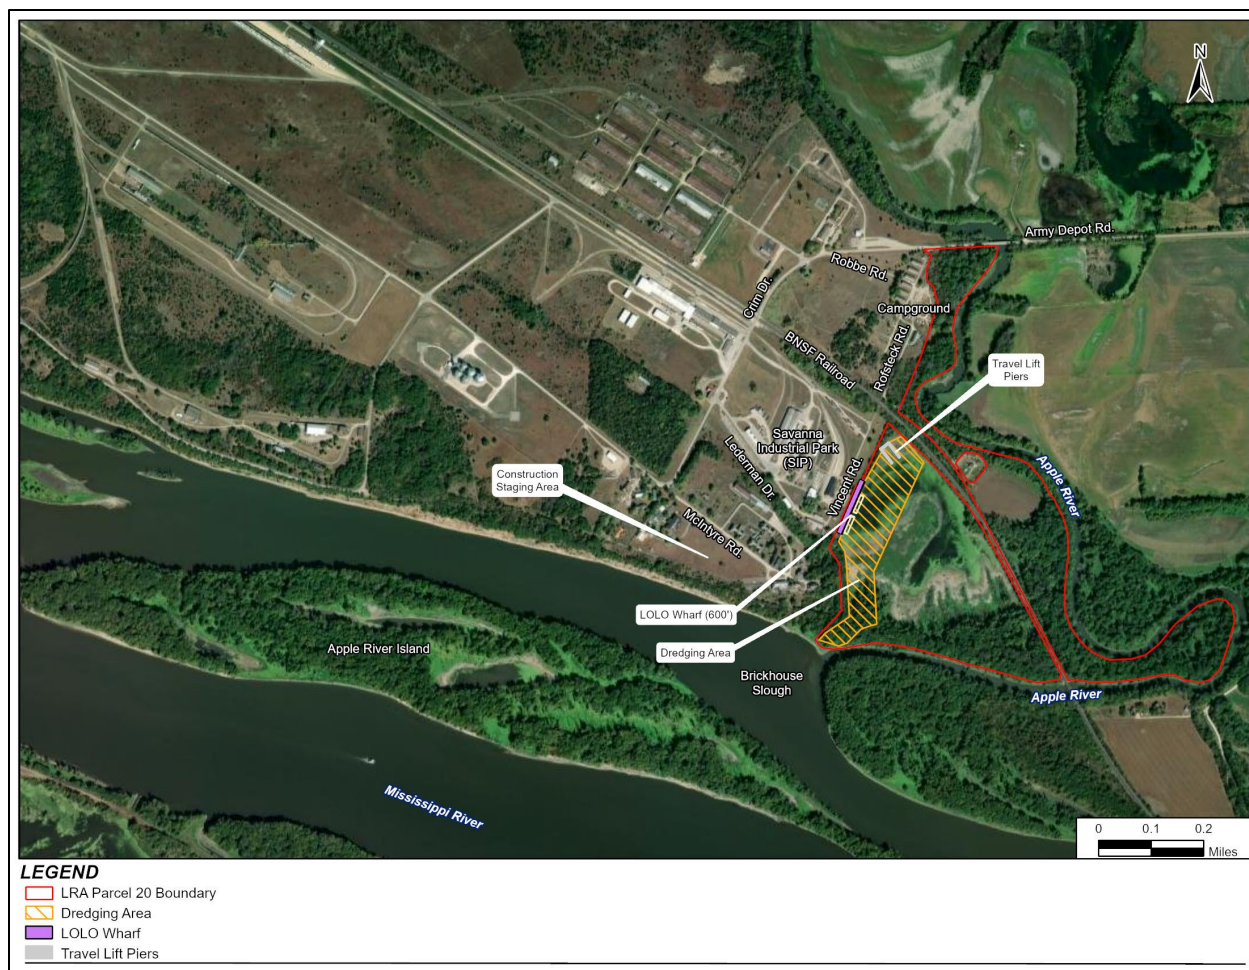 N
Army Depot Rd.
Robbe Rd.
Crim Dr.
Campground
BNSF Railroad
Rofsteck Rd.
Travel Lift
Piers
Savanna
Industrial Park
(SIP)
Lederman Dr.
Vincent Rd.
Apple River
Construction
Staging Area
McIntyre Rd.
LOLO Wharf (600')
Dredging Area
Apple River Island
Brickhouse
Slough
Apple River
Mississippi River
0 0.1 0.2
Miles
LEGEND
LRA Parcel 20 Boundary
Dredging Area
LOLO Wharf
Travel Lift Piers